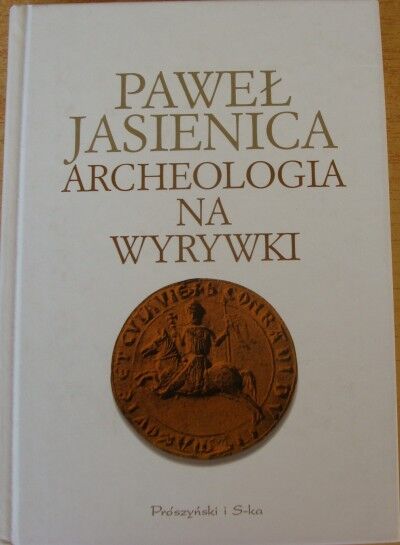 PAWEŁ
JASIENICA
ARCHEOLOGIA
NA
WYRYWKI
Prószyński i S-ka